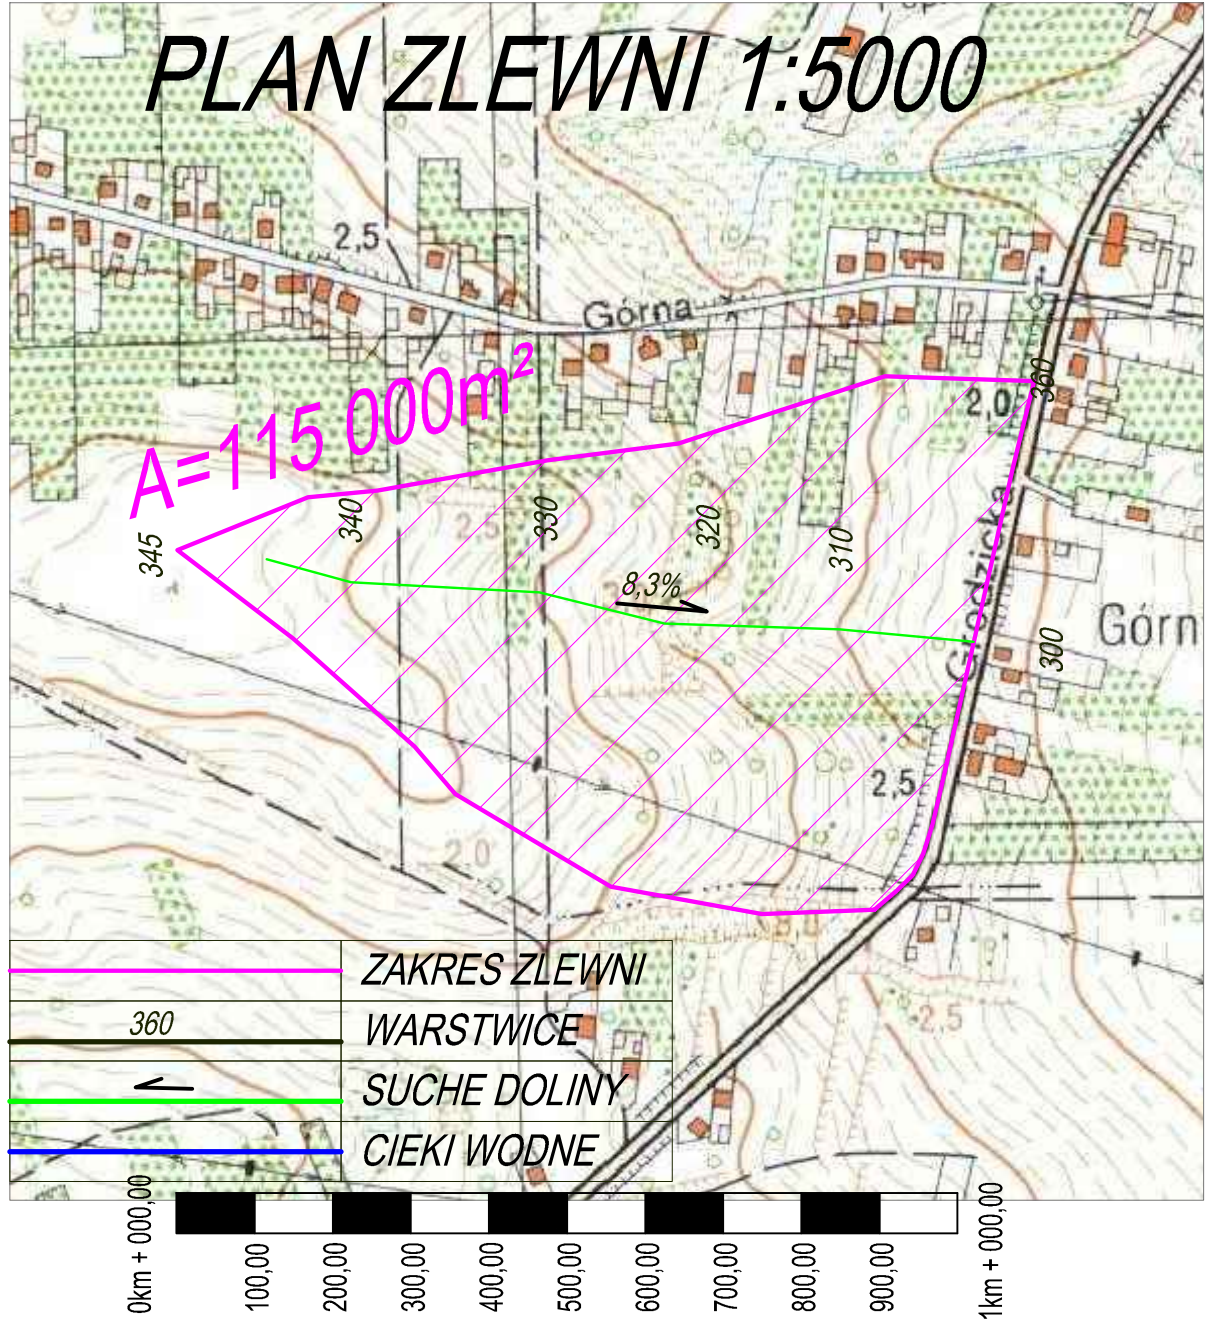 PLAN ZLEWNI 1:5000
2,5
Górna
A=115 000m²
360
2,0
345
340
2,5
330
320
310
8,3%
Grodzicka
Górn
300
2,5
2.0
2,5
ZAKRES ZLEWNI
360
WARSTWICE
SUCHE DOLINY
CIEKI WODNE
0km + 000,00
100,00
200,00
300,00
400,00
500,00
600,00
700,00
800,00
900,00
1km + 000,00